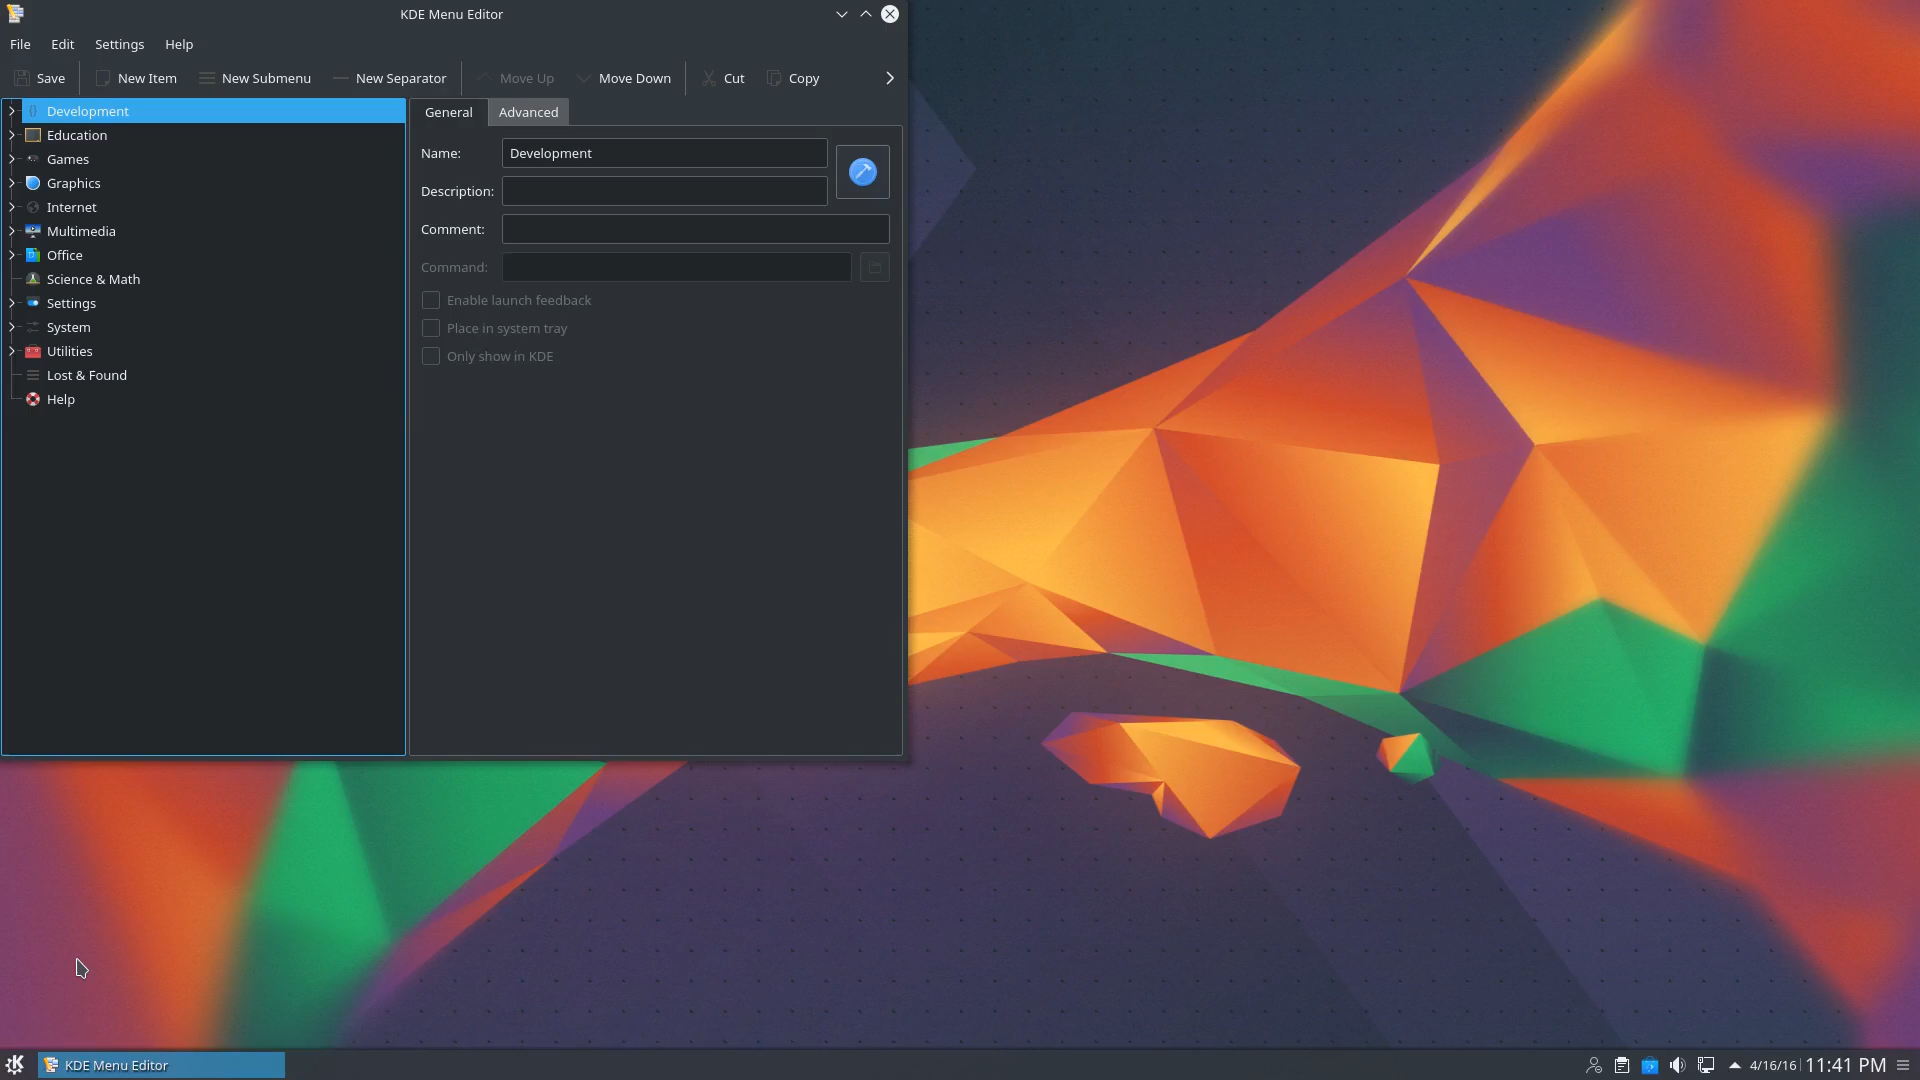 KDE Menu Editor
File Edit Settings Help
Save New Item New Submenu New Separator Move Up Move Down Cut Copy
Development
Education
Games
Graphics
Internet
Multimedia
Office
Science & Math
Settings
System
Utilities
Lost & Found
Help
General Advanced
Name: Development
Description:
Comment:
Command:
Enable launch feedback
Place in system tray
Only show in KDE
KDE Menu Editor
4/16/16 11:41 PM